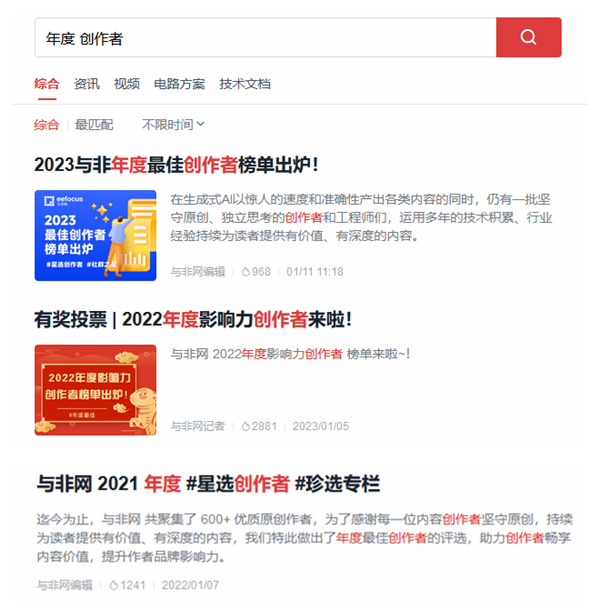 年度 创作者
综合 资讯 视频 电路方案 技术文档
综合 最匹配 不限时间
2023与非年度最佳创作者榜单出炉！
eefocus
与非网
2023
最佳创作者
榜单出炉
#星选创作者 #社群之星
在生成式AI以惊人的速度和准确性产出各类内容的同时，仍有一批坚
守原创、独立思考的创作者和工程师们，运用多年的技术积累、行业
经验持续为读者提供有价值、有深度的内容。
与非网编辑 968 01/11 11:18
有奖投票 | 2022年度影响力创作者来啦！
2022年度影响力
创作者榜单出炉！
#年度最佳
与非网 2022年度影响力创作者 榜单来啦~！
与非网记者 2881 2023/01/05
与非网 2021 年度 #星选创作者 #珍选专栏
迄今为止，与非网 共聚集了 600+ 优质原创作者，为了感谢每一位内容创作者坚守原创，持续
为读者提供有价值、有深度的内容，我们特此做出了年度最佳创作者的评选，助力创作者畅享
内容价值，提升作者品牌影响力。
与非网编辑 1241 2022/01/07